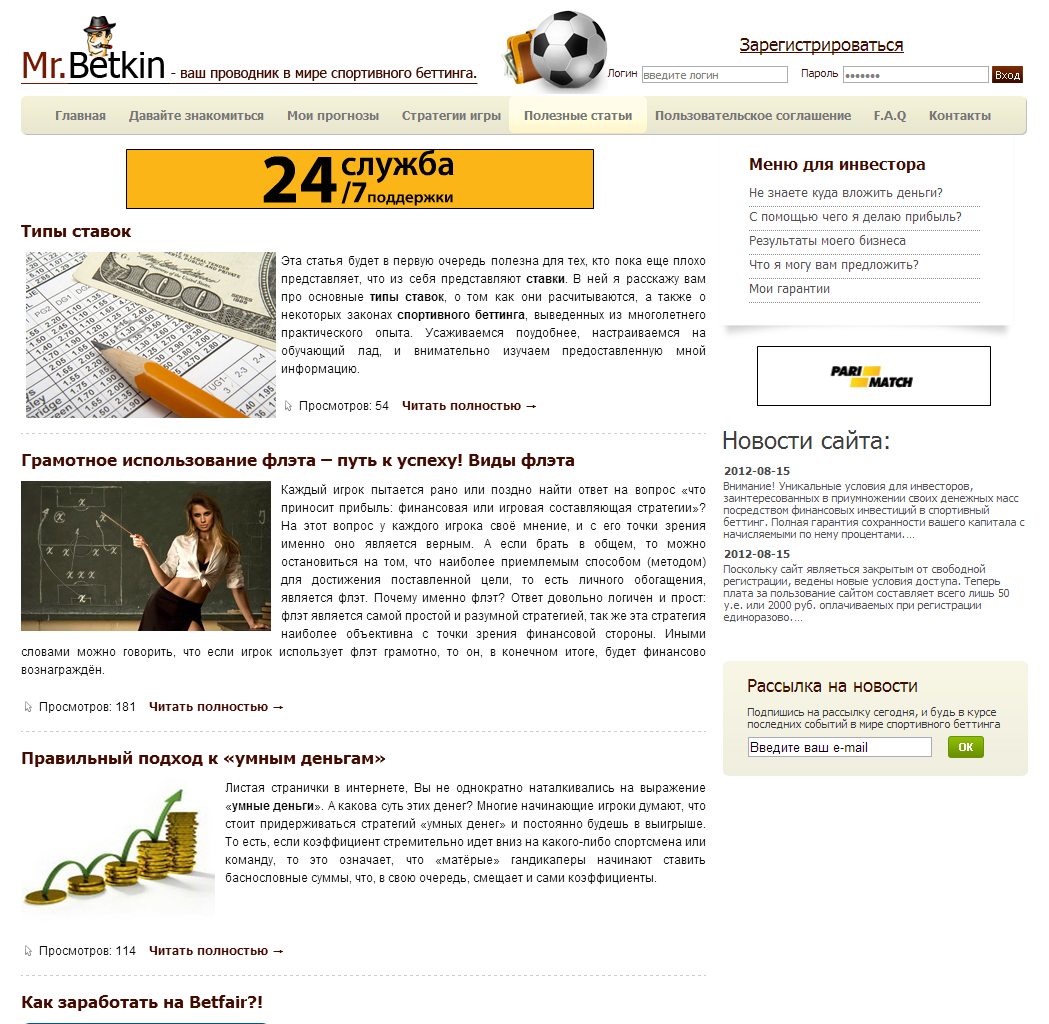 Mr.Betkin - ваш проводник в мире спортивного беттинга.
Зарегистрироваться
Логин введите логин Пароль ••••••• Вход
Главная Давайте знакомиться Мои прогнозы Стратегии игры Полезные статьи Пользовательское соглашение F.A.Q Контакты
24 служба
/7 поддержки
Типы ставок
Эта статья будет в первую очередь полезна для тех, кто пока еще плохо
представляет, что из себя представляют ставки. В ней я расскажу вам
про основные типы ставок, о том как они расчитываются, а также о
некоторых законах спортивного беттинга, выведенных из многолетнего
практического опыта. Усаживаемся поудобнее, настраиваемся на
обучающий лад, и внимательно изучаем предоставленную мной
информацию.
Просмотров: 54 Читать полностью →
Грамотное использование флэта – путь к успеху! Виды флэта
Каждый игрок пытается рано или поздно найти ответ на вопрос «что
приносит прибыль: финансовая или игровая составляющая стратегии»?
На этот вопрос у каждого игрока своё мнение, и с его точки зрения
именно оно является верным. А если брать в общем, то можно
остановиться на том, что наиболее приемлемым способом (методом)
для достижения поставленной цели, то есть личного обогащения,
является флэт. Почему именно флэт? Ответ довольно логичен и прост:
флэт является самой простой и разумной стратегией, так же эта стратегия
наиболее объективна с точки зрения финансовой стороны. Иными
словами можно говорить, что если игрок использует флэт грамотно, то он, в конечном итоге, будет финансово
вознаграждён.
Просмотров: 181 Читать полностью →
Правильный подход к «умным деньгам»
Листая странички в интернете, Вы не однократно наталкивались на выражение
«умные деньги». А какова суть этих денег? Многие начинающие игроки думают, что
стоит придерживаться стратегий «умных денег» и постоянно будешь в выигрыше.
То есть, если коэффициент стремительно идет вниз на какого-либо спортсмена или
команду, то это означает, что «матёрые» гандикаперы начинают ставить
баснословные суммы, что, в свою очередь, смещает и сами коэффициенты.
Просмотров: 114 Читать полностью →
Как заработать на Betfair?!
Меню для инвестора
Не знаете куда вложить деньги?
С помощью чего я делаю прибыль?
Результаты моего бизнеса
Что я могу вам предложить?
Мои гарантии
PARI
MATCH
Новости сайта:
2012-08-15
Внимание! Уникальные условия для инвесторов,
заинтересованных в приумножении своих денежных масс
посредством финансовых инвестиций в спортивный
беттинг. Полная гарантия сохранности вашего капитала с
начисляемыми по нему процентами....
2012-08-15
Поскольку сайт являеться закрытым от свободной
регистрации, ведены новые условия доступа. Теперь
плата за пользование сайтом составляет всего лишь 50
у.е. или 2000 руб. оплачиваемых при регистрации
единоразово....
Рассылка на новости
Подпишись на рассылку сегодня, и будь в курсе
последних событий в мире спортивного беттинга
Введите ваш e-mail OK